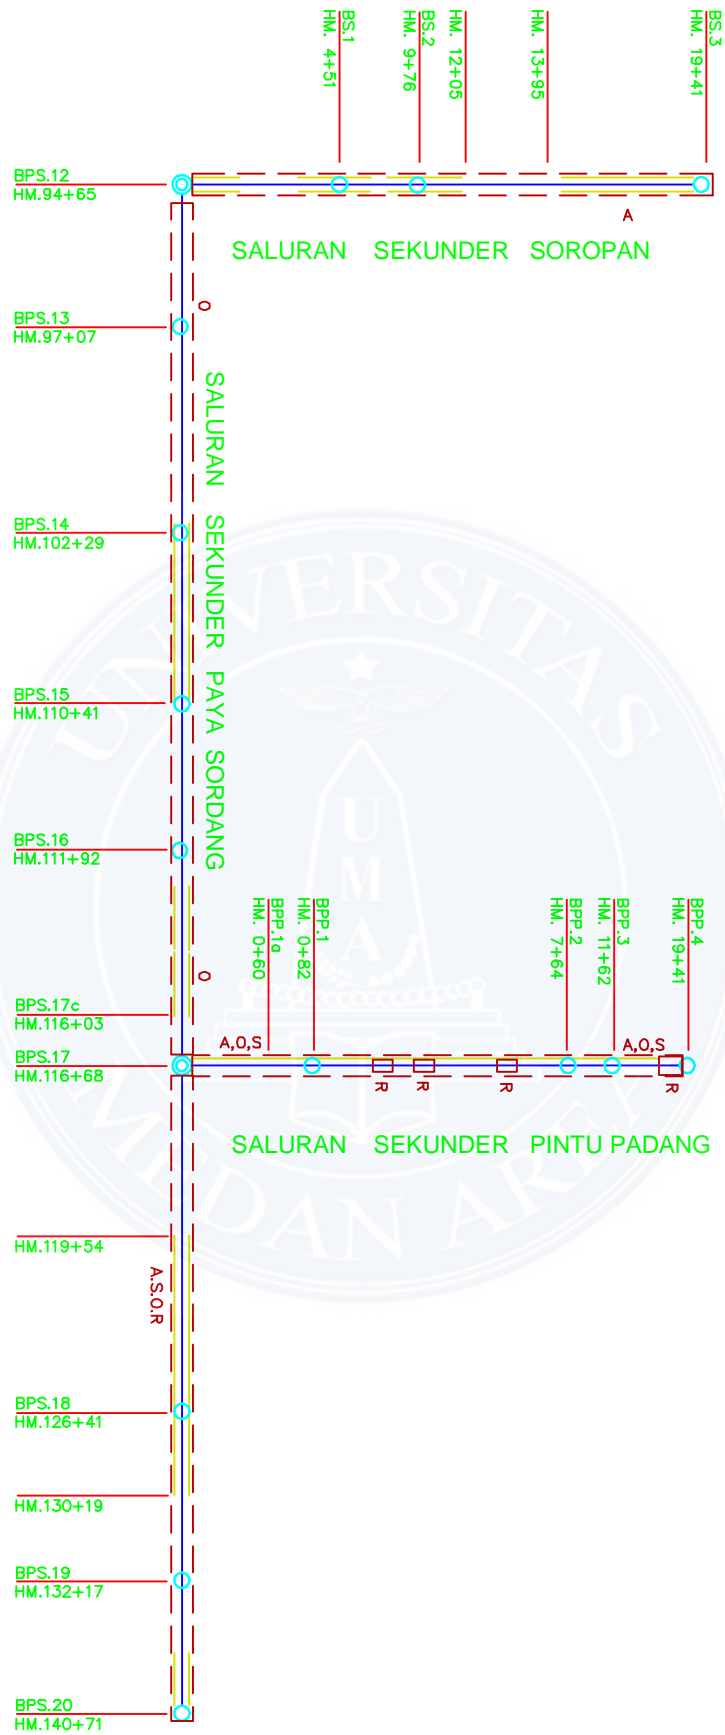 BS.1
HM. 4+51
BS.2
HM. 9+76
HM. 12+05
HM. 13+95
BS.3
HM. 19+41
BPS.12
HM.94+65
A
SALURAN SEKUNDER SOROPAN
O
BPS.13
HM.97+07
SALURAN SEKUNDER PAYA SORDANG
BPS.14
HM.102+29
BPS.15
HM.110+41
BPS.16
HM.111+92
BPP.1a
HM. 0+60
BPP.1
HM. 0+82
BPP.2
HM. 7+64
BPP.3
HM. 11+62
BPP.4
HM. 19+41
O
BPS.17c
HM.116+03
A,O,S
A,O,S
BPS.17
HM.116+68
R
R
R
R
SALURAN SEKUNDER PINTU PADANG
HM.119+54
A.S.O.R
BPS.18
HM.126+41
HM.130+19
BPS.19
HM.132+17
BPS.20
HM.140+71
UNIVERSITAS
UMA
MEDAN AREA